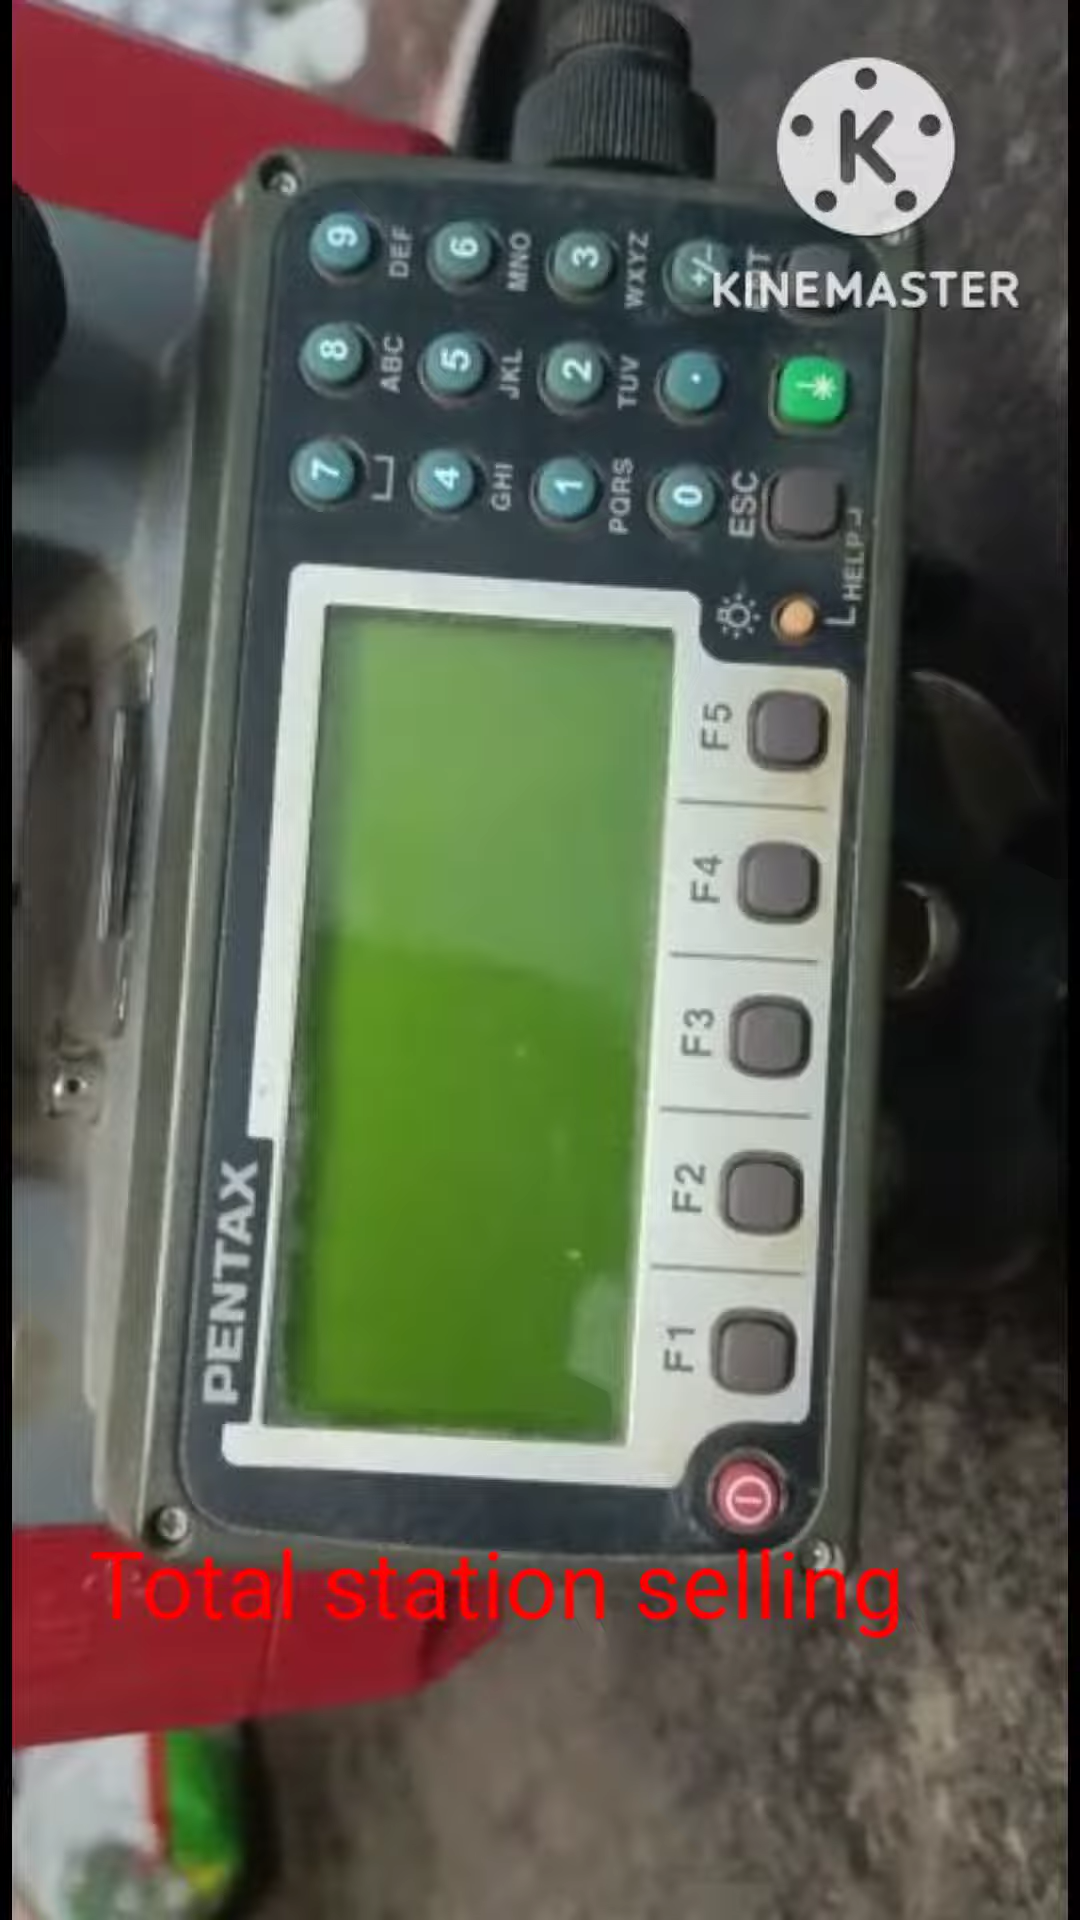 KINEMASTER
K
PENTAX
7 8 9
ABC DEF
4 5 6
GHI JKL MNO
1 2 3
PQRS TUV WXYZ
0 . +/-
ESC
HELP
F1 F2 F3 F4 F5
Total station selling